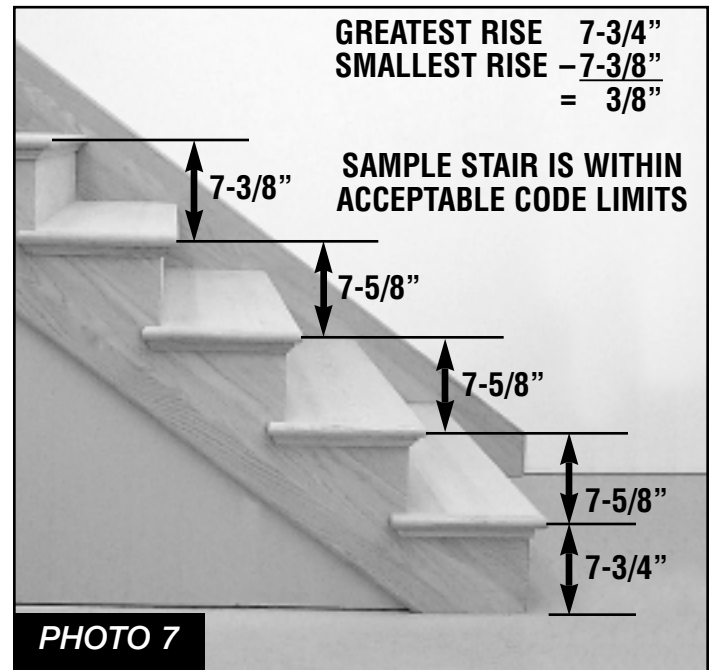 GREATEST RISE 7-3/4”
SMALLEST RISE –7-3/8”
= 3/8”
SAMPLE STAIR IS WITHIN
ACCEPTABLE CODE LIMITS
7-3/8”
7-5/8”
7-5/8”
7-5/8”
7-3/4”
PHOTO 7